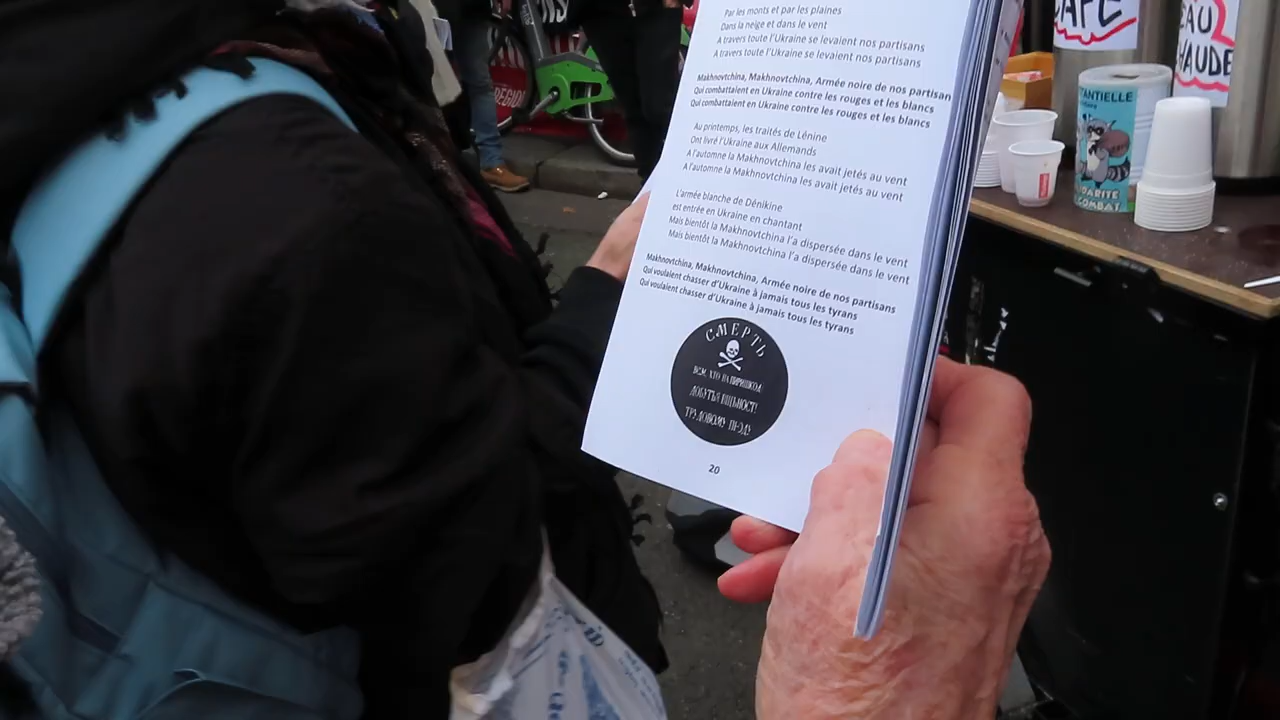 Par les monts et par les plaines
Dans la neige et dans le vent
A travers toute l'Ukraine se levaient nos partisans
A travers toute l'Ukraine se levaient nos partisans
Makhnovtchina, Makhnovtchina, Armée noire de nos partisan
Qui combattaient en Ukraine contre les rouges et les blancs
Qui combattaient en Ukraine contre les rouges et les blancs
Au printemps, les traités de Lénine
Ont livré l'Ukraine aux Allemands
A l'automne la Makhnovtchina les avait jetés au vent
A l'automne la Makhnovtchina les avait jetés au vent
L'armée blanche de Dénikine
est entrée en Ukraine en chantant
Mais bientôt la Makhnovtchina l'a dispersée dans le vent
Mais bientôt la Makhnovtchina l'a dispersée dans le vent
Makhnovtchina, Makhnovtchina, Armée noire de nos partisans
Qui voulaient chasser d'Ukraine à jamais tous les tyrans
Qui voulaient chasser d'Ukraine à jamais tous les tyrans
СМЕРТЬ
ТРУДОВОМУ
20
CAFÉ
EAU
CHAUDE
TANTIELLE
DARITE
COMBAT
RÉGION